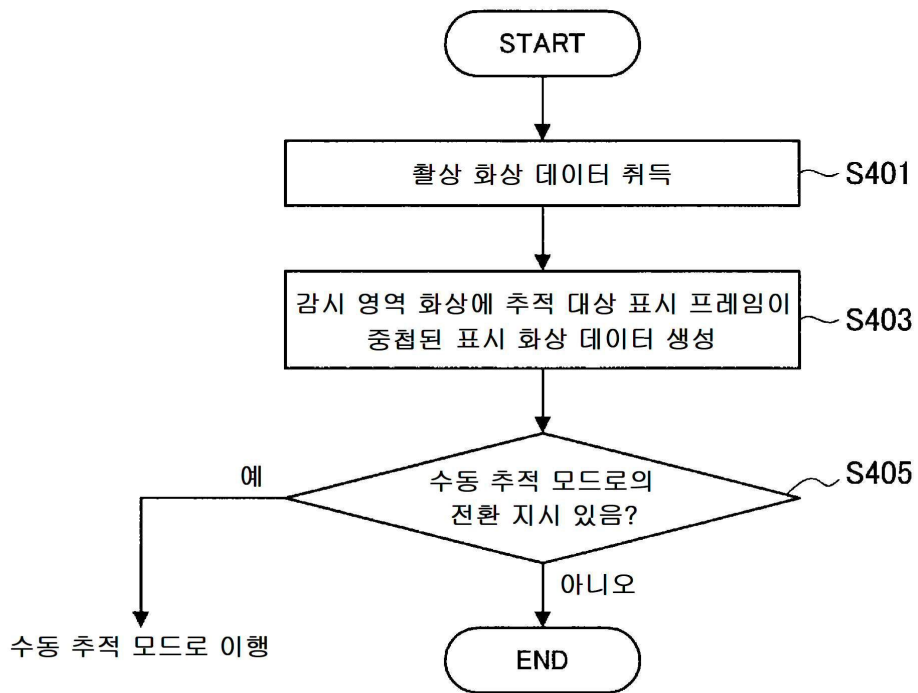 START
촬상 화상 데이터 취득
S401
감시 영역 화상에 추적 대상 표시 프레임이
중첩된 표시 화상 데이터 생성
S403
수동 추적 모드로의
전환 지시 있음?
S405
예
아니오
수동 추적 모드로 이행
END